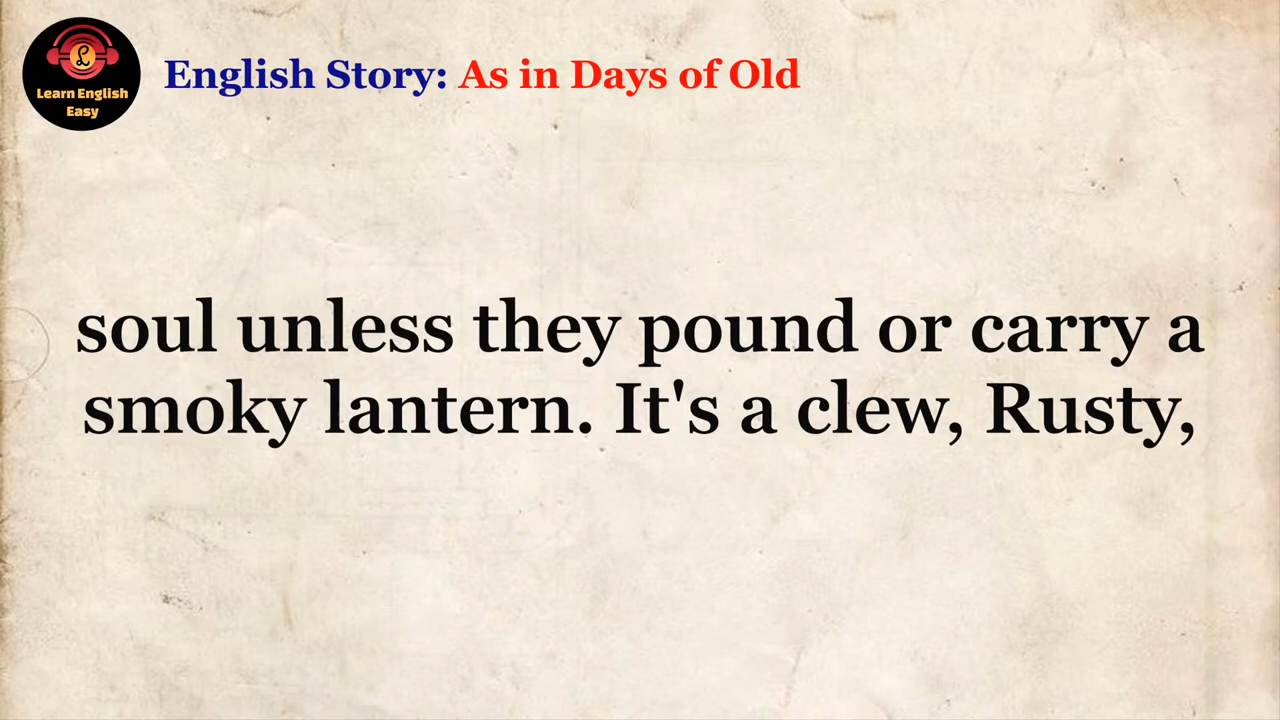 Learn English
Easy
English Story: As in Days of Old
soul unless they pound or carry a
smoky lantern. It's a clew, Rusty,